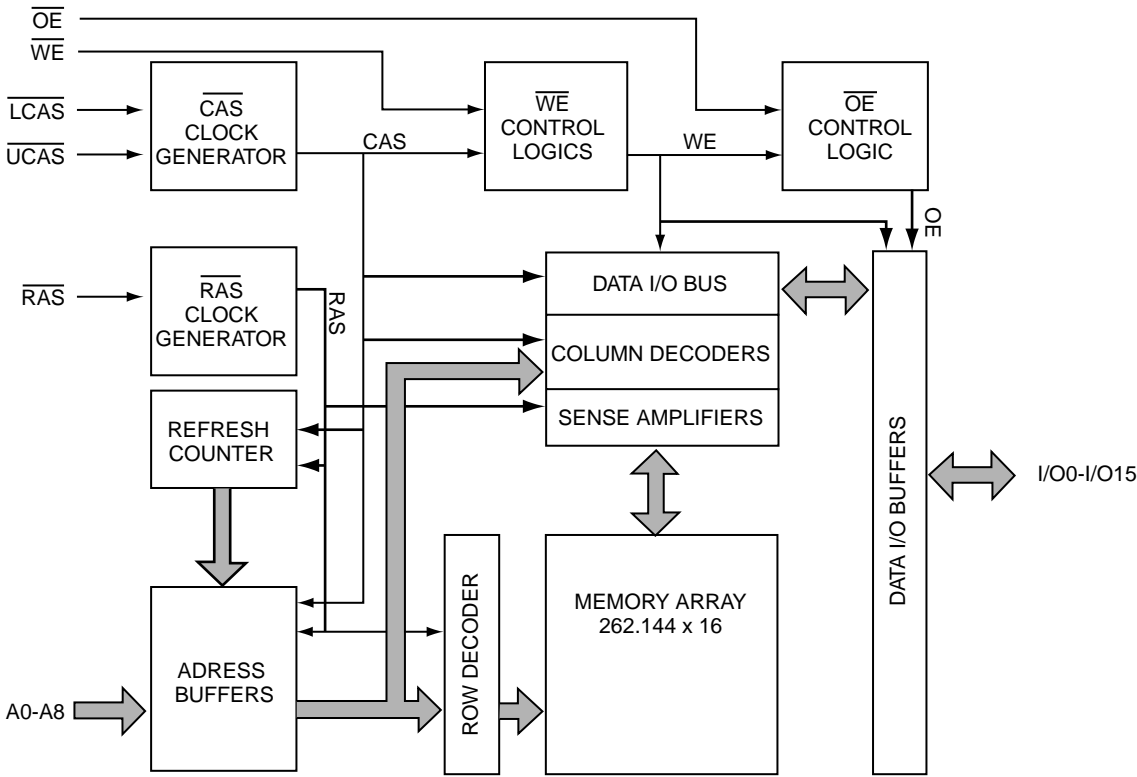 OE
WE
LCAS
UCAS
CAS
CLOCK
GENERATOR
CAS
WE
CONTROL
LOGICS
WE
OE
CONTROL
LOGIC
OE
RAS
RAS
CLOCK
GENERATOR
RAS
DATA I/O BUS
COLUMN DECODERS
SENSE AMPLIFIERS
REFRESH
COUNTER
DATA I/O BUFFERS
I/O0-I/O15
ROW DECODER
MEMORY ARRAY
262.144 x 16
ADRESS
BUFFERS
A0-A8